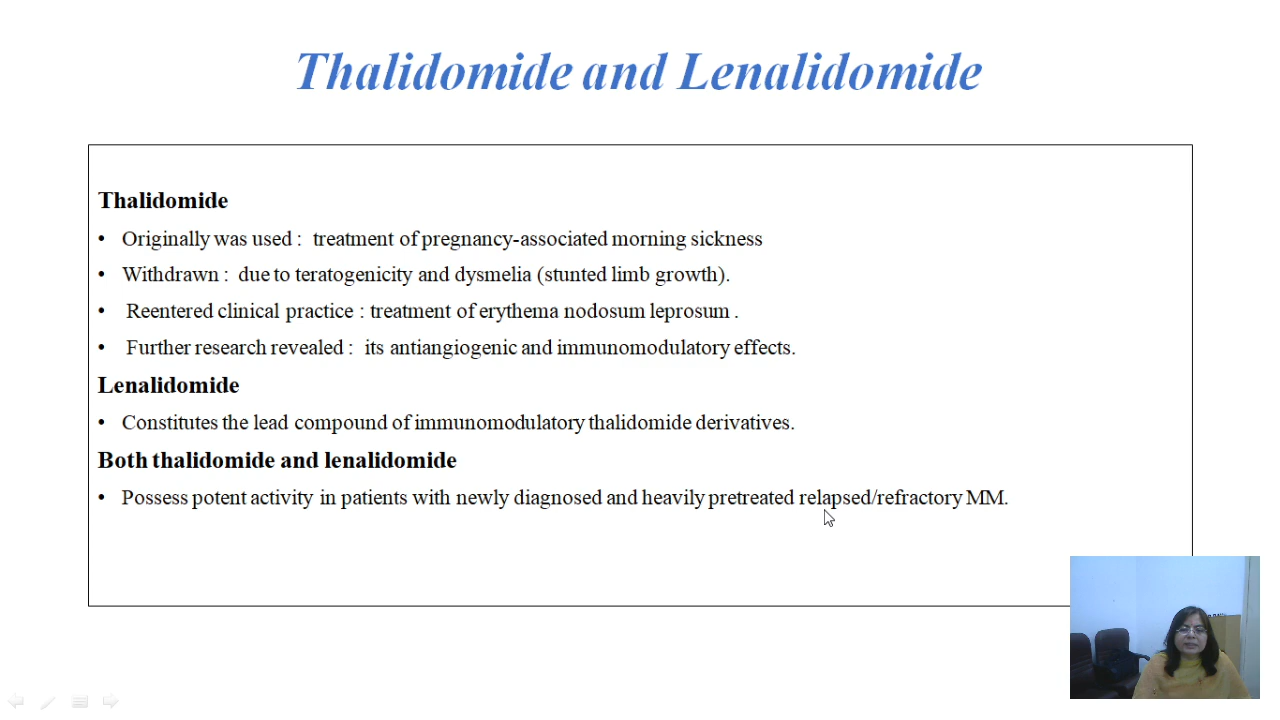 Thalidomide and Lenalidomide
Thalidomide
• Originally was used : treatment of pregnancy-associated morning sickness
• Withdrawn : due to teratogenicity and dysmelia (stunted limb growth).
• Reentered clinical practice : treatment of erythema nodosum leprosum .
• Further research revealed : its antiangiogenic and immunomodulatory effects.
Lenalidomide
• Constitutes the lead compound of immunomodulatory thalidomide derivatives.
Both thalidomide and lenalidomide
• Possess potent activity in patients with newly diagnosed and heavily pretreated relapsed/refractory MM.